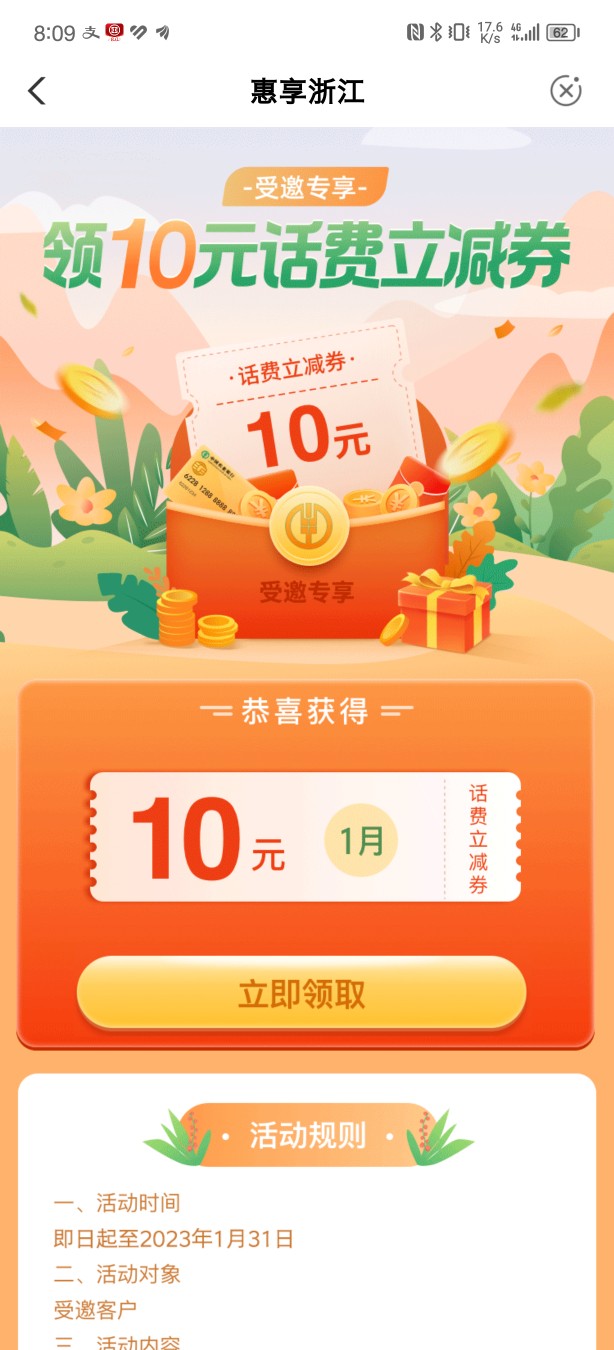 8:09
17.6
K/s
4G
62
惠享浙江
-受邀专享-
领10元话费立减券
·话费立减券·
10元
受邀专享
恭喜获得
10元
1月
话费立减券
立即领取
· 活动规则 ·
一、活动时间
即日起至2023年1月31日
二、活动对象
受邀客户
三、活动内容